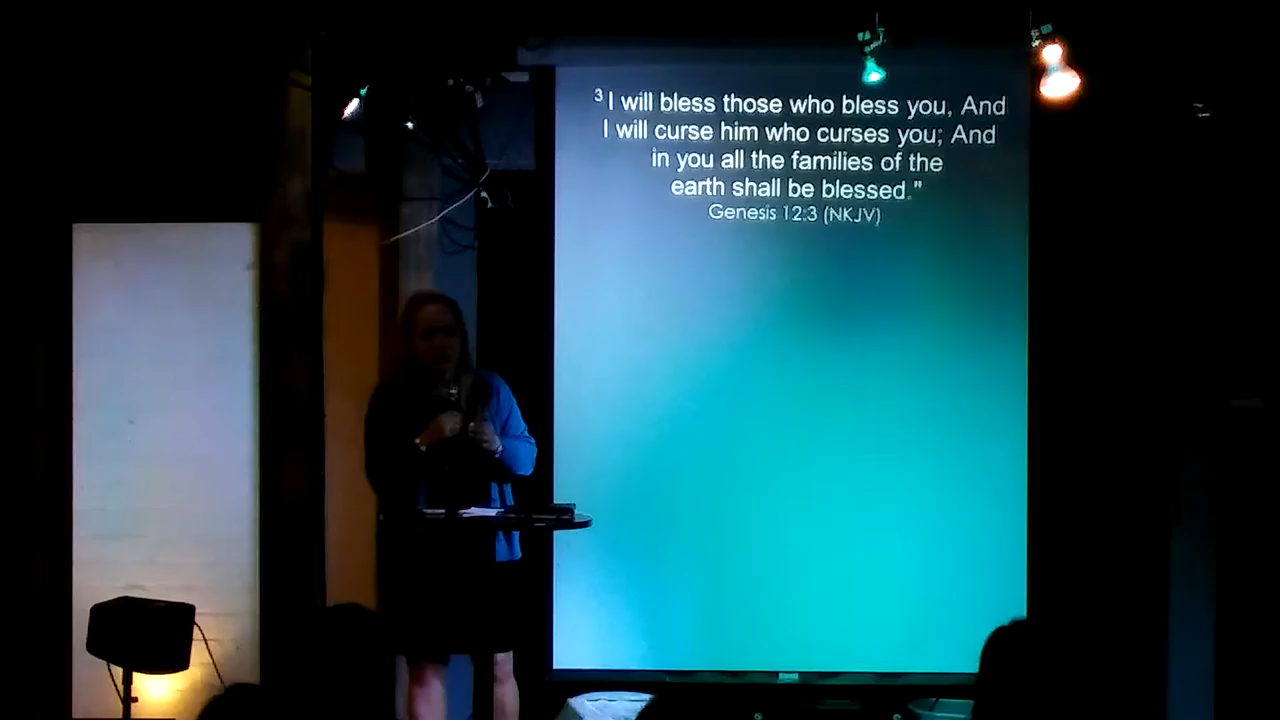 3 I will bless those who bless you, And
I will curse him who curses you; And
in you all the families of the
earth shall be blessed."
Genesis 12:3 (NKJV)